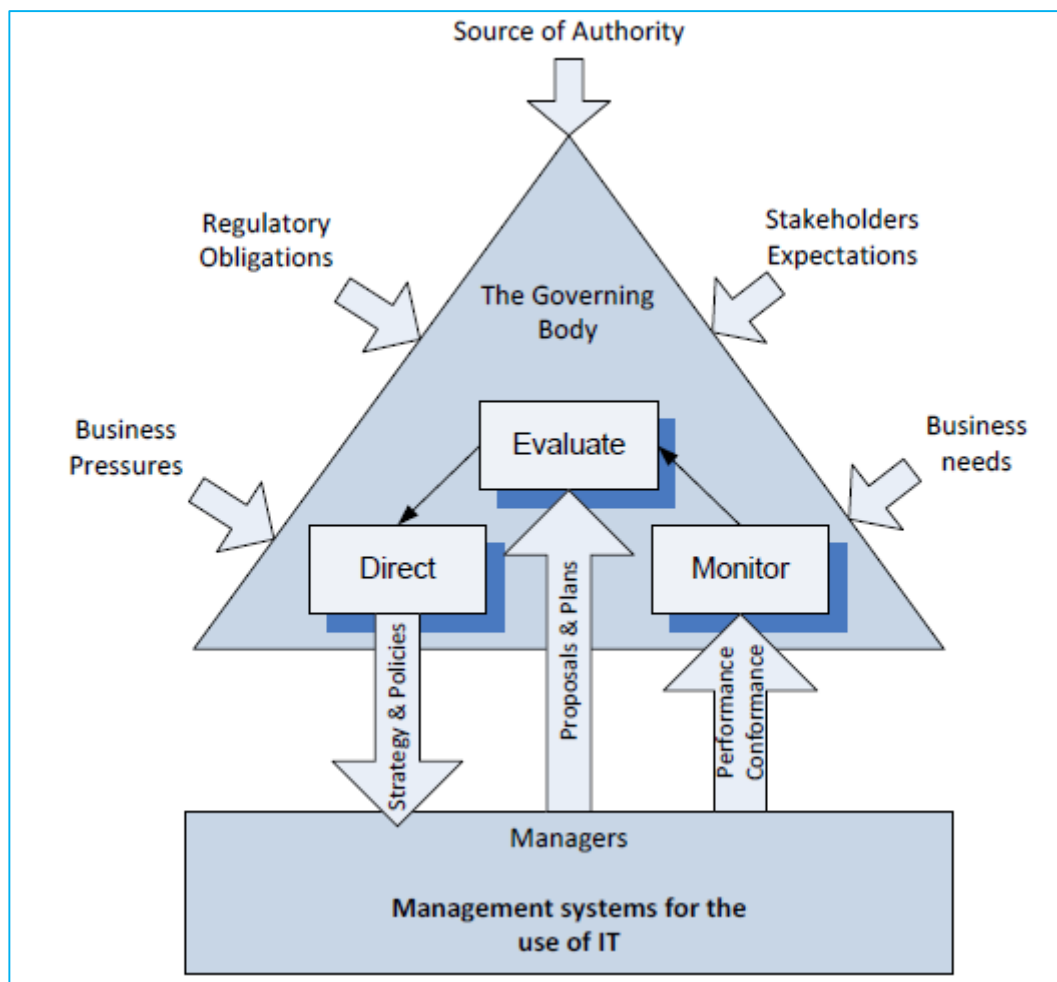 Source of Authority
Regulatory
Obligations
Stakeholders
Expectations
The Governing
Body
Business
Pressures
Business
needs
Evaluate
Direct
Monitor
Strategy & Policies
Proposals & Plans
Performance
Conformance
Managers
Management systems for the
use of IT